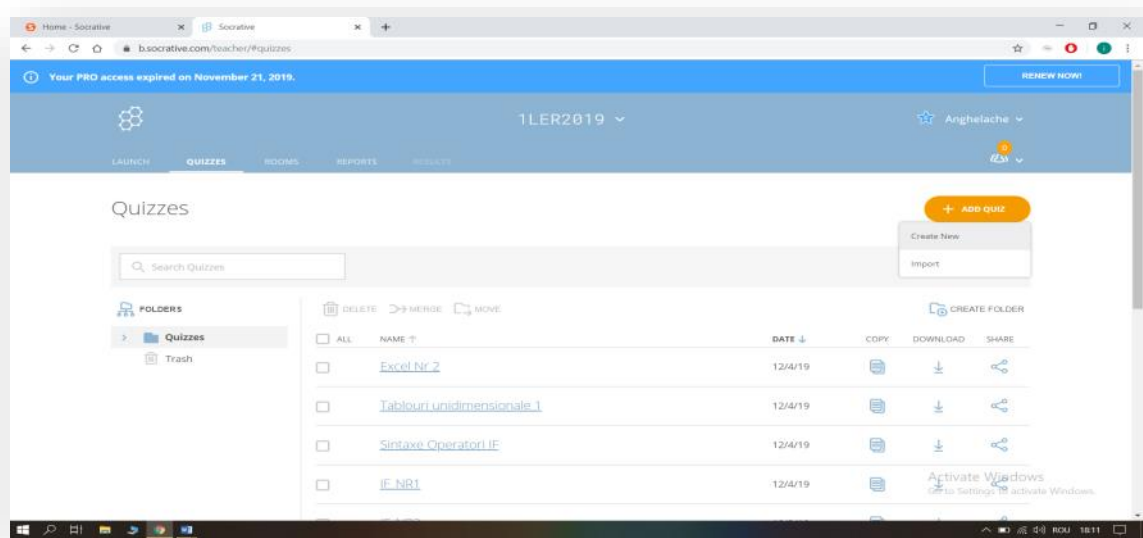 Home - Socrative
Socrative
b.socrative.com/teacher/#quizzes
Your PRO access expired on November 21, 2019.
RENEW NOW!
1LER2019
Anghelache
LAUNCH QUIZZES ROOMS REPORTS RESULTS
0
Quizzes
+ ADD QUIZ
Create New
Search Quizzes
Import
FOLDERS
DELETE MERGE MOVE
CREATE FOLDER
Quizzes
ALL NAME DATE COPY DOWNLOAD SHARE
Trash
Excel Nr 2 12/4/19
Tablouri unidimensionale 1 12/4/19
Sintaxe Operatori IF 12/4/19
IF NR1 12/4/19
Activate Windows
Go to Settings to activate Windows.
ROU 18:11